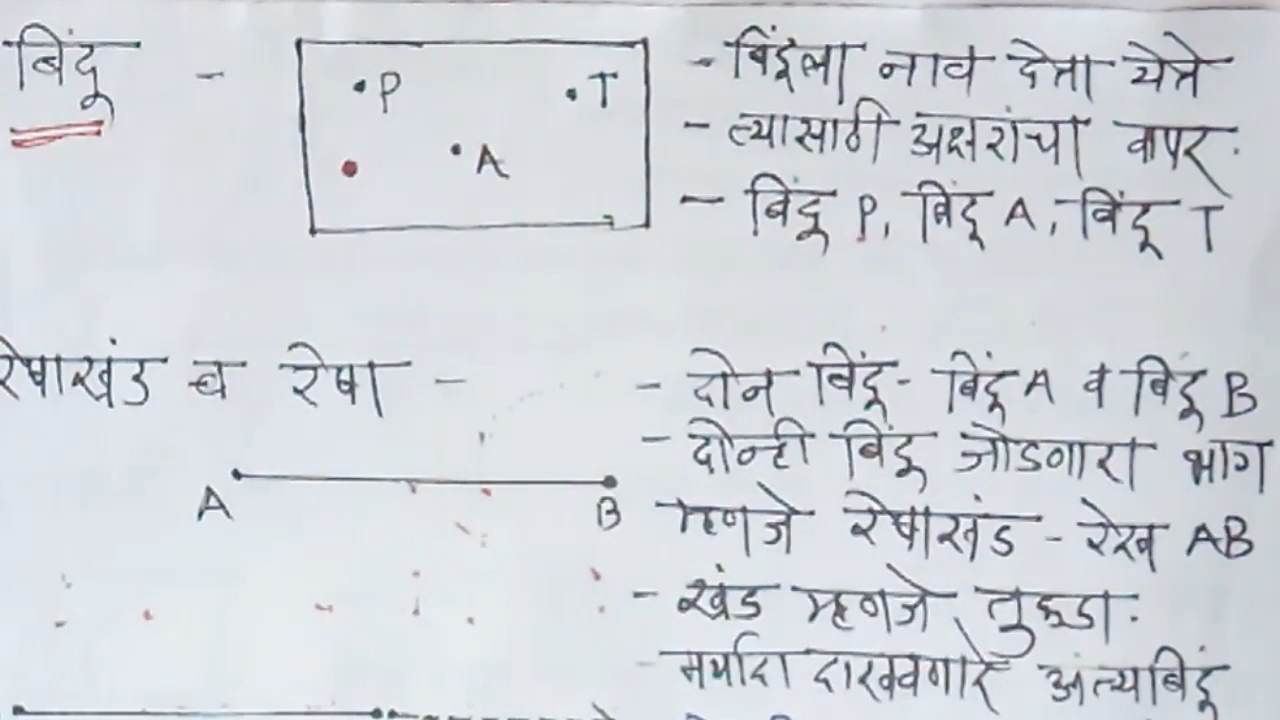 बिंदू -
P
T
A
- बिंदूला नाव देता येते
- त्यासाठी अक्षरांचा वापर.
- बिंदू P, बिंदू A, बिंदू T
रेषाखंड व रेषा -
A
B
- दोन बिंदू - बिंदू A व बिंदू B
- दोन्ही बिंदू जोडणारा भाग
म्हणजे रेषाखंड - रेख AB
- खंड म्हणजे तुकडा.
- मर्यादा दाखवणारे अंत्यबिंदू